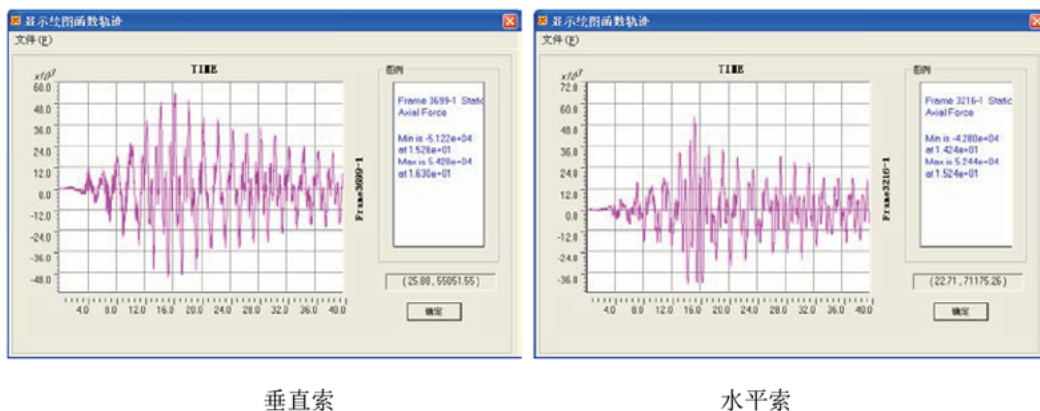 显示绘图函数轨迹
文件(F)
x10³
TIME
60.0
48.0
36.0
24.0
12.0
0.0
-12.0
-24.0
-36.0
-48.0
4.0 8.0 12.0 16.0 20.0 24.0 28.0 32.0 36.0 40.0
Frame3699-1
图例
Frame 3699-1 Static
Axial Force
Min is -5.122e+04
at 1.528e+01
Max is 5.428e+04
at 1.630e+01
(25.88, 55051.55)
确定
垂直索
显示绘图函数轨迹
文件(F)
x10³
TIME
72.0
60.0
48.0
36.0
24.0
12.0
0.0
-12.0
-24.0
-36.0
4.0 8.0 12.0 16.0 20.0 24.0 28.0 32.0 36.0 40.0
Frame3216-1
图例
Frame 3216-1 Static
Axial Force
Min is -4.280e+04
at 1.424e+01
Max is 5.244e+04
at 1.524e+01
(22.71, 71175.26)
确定
水平索